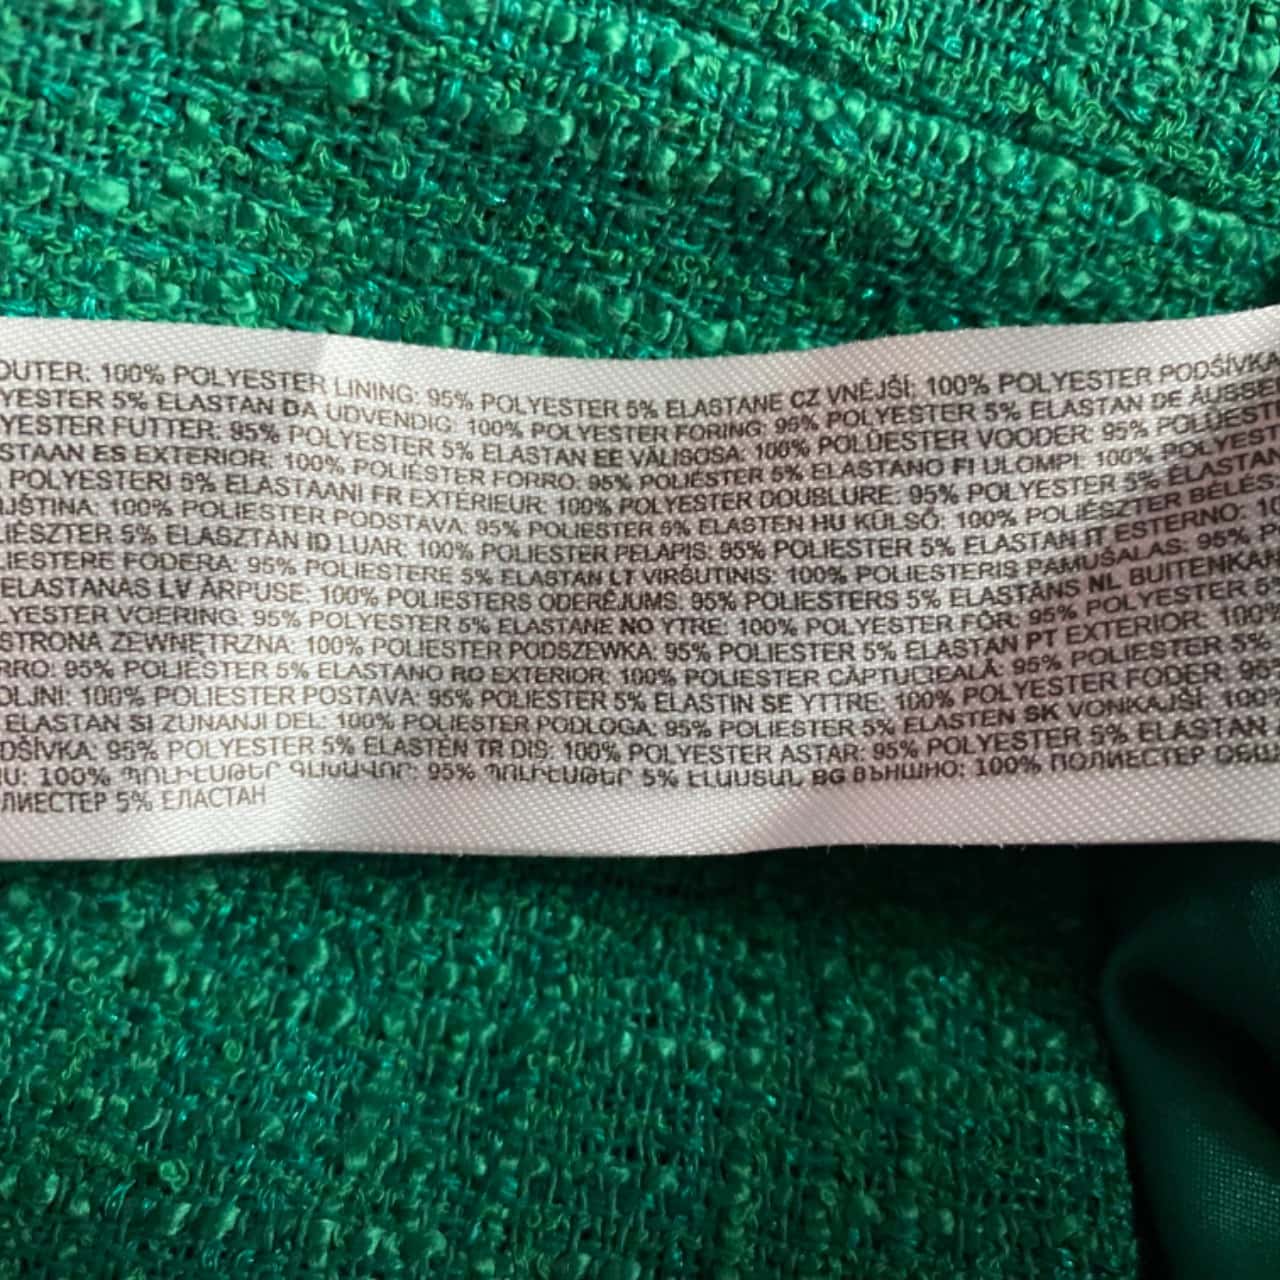 OUTER: 100% POLYESTER LINING: 95% POLYESTER 5% ELASTANE CZ VNĚJŠÍ: 100% POLYESTER PODŠÍVKA
YESTER 5% ELASTAN DA UDVENDIG: 100% POLYESTER FORING: 95% POLYESTER 5% ELASTAN DE ÄUSSE
YESTER FUTTER: 95% POLYESTER 5% ELASTAN EE VÄLISOSA: 100% POLÜESTER VOODER: 95% POLÜEST
STAAN ES EXTERIOR: 100% POLIÉSTER FORRO: 95% POLIÉSTER 5% ELASTANO FI ULOMPI: 100% POLYEST
POLYESTERI 5% ELASTAANI FR EXTÉRIEUR: 100% POLYESTER DOUBLURE: 95% POLYESTER 5% ELASTAN
JŠTINA: 100% POLIESTER PODSTAVA: 95% POLIESTER 5% ELASTEN HU KÜLSŐ: 100% POLIÉSZTER BÉLÉS
LIÉSZTER 5% ELASZTÁN ID LUAR: 100% POLIESTER PELAPIS: 95% POLIESTER 5% ELASTAN IT ESTERNO: 10
LIESTERE FODERA: 95% POLIESTERE 5% ELASTAN LT VIRŠUTINIS: 100% POLIESTERIS PAMUŠALAS: 95% P
ELASTANAS LV ĀRPUSE: 100% POLIESTERS ODERĒJUMS: 95% POLIESTERS 5% ELASTĀNS NL BUITENKAN
LYESTER VOERING: 95% POLYESTER 5% ELASTANE NO YTRE: 100% POLYESTER FÔR: 95% POLYESTER 5%
STRONA ZEWNĘTRZNA: 100% POLIESTER PODSZEWKA: 95% POLIESTER 5% ELASTAN PT EXTERIOR: 100%
RRO: 95% POLIÉSTER 5% ELASTANO RO EXTERIOR: 100% POLIESTER CĂPTUCIEALĂ: 95% POLIESTER 5%
OLJNI: 100% POLIESTER POSTAVA: 95% POLIESTER 5% ELASTIN SE YTTRE: 100% POLYESTER FODER: 95
ELASTAN SI ZUNANJI DEL: 100% POLIESTER PODLOGA: 95% POLIESTER 5% ELASTEN SK VONKAJŠÍ: 100%
DŠÍVKA: 95% POLYESTER 5% ELASTEN TR DIS: 100% POLYESTER ASTAR: 95% POLYESTER 5% ELASTAN
U: 100% 95% 5% BG ВЪНШНО: 100% ПОЛИЕСТЕР
ЛИЕСТЕР 5% ЕЛАСТАН